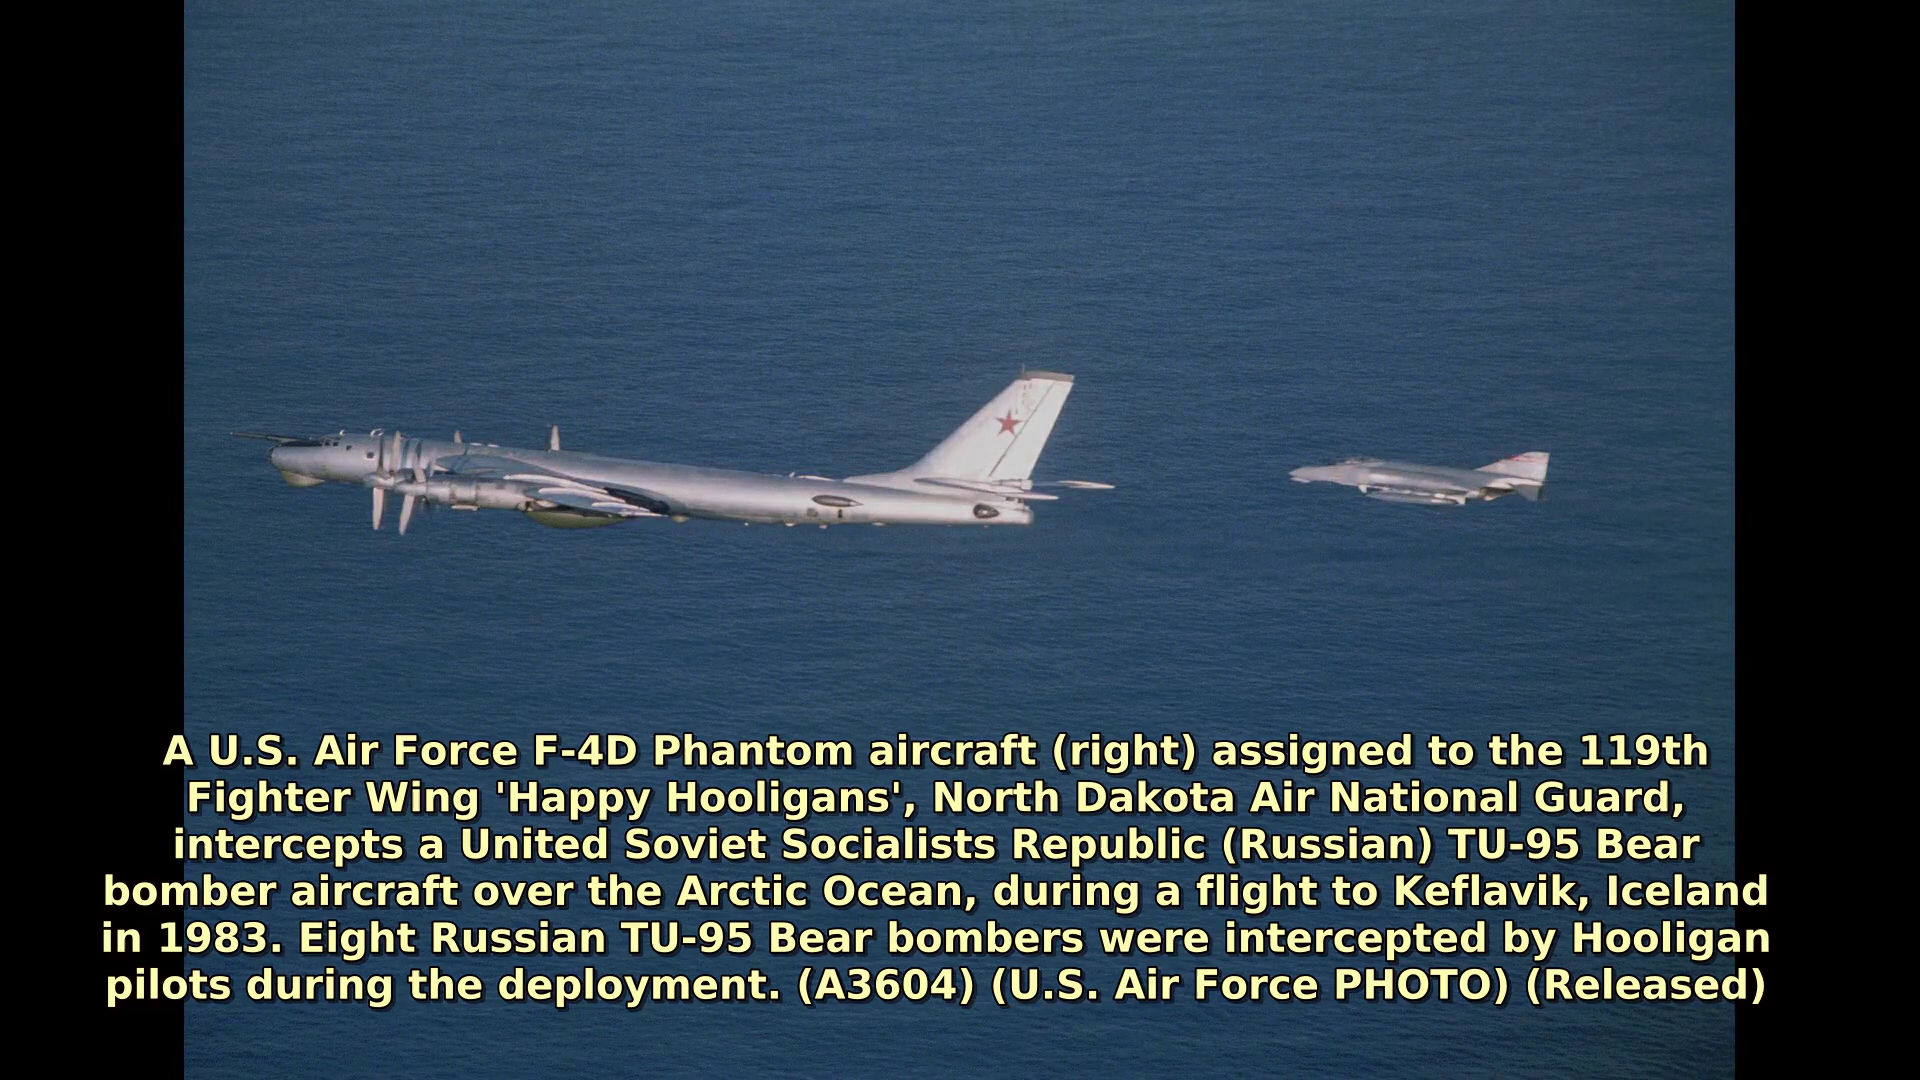 A U.S. Air Force F-4D Phantom aircraft (right) assigned to the 119th
Fighter Wing 'Happy Hooligans', North Dakota Air National Guard,
intercepts a United Soviet Socialists Republic (Russian) TU-95 Bear
bomber aircraft over the Arctic Ocean, during a flight to Keflavik, Iceland
in 1983. Eight Russian TU-95 Bear bombers were intercepted by Hooligan
pilots during the deployment. (A3604) (U.S. Air Force PHOTO) (Released)